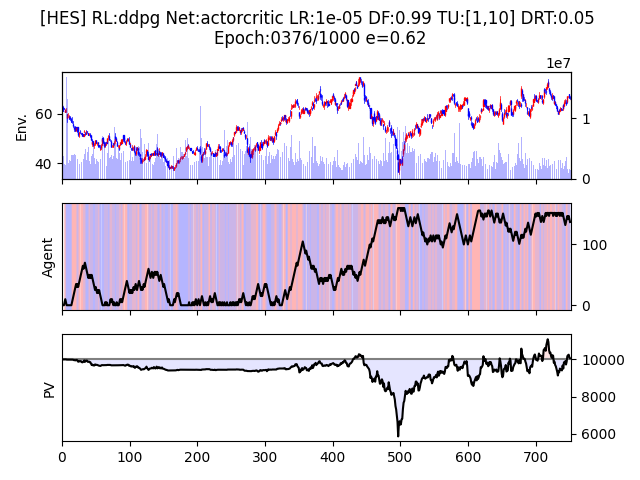 [HES] RL:ddpg Net:actorcritic LR:1e-05 DF:0.99 TU:[1,10] DRT:0.05
Epoch:0376/1000 e=0.62
1e7
Env.
60
40
1
0
Agent
100
0
PV
10000
8000
6000
0 100 200 300 400 500 600 700